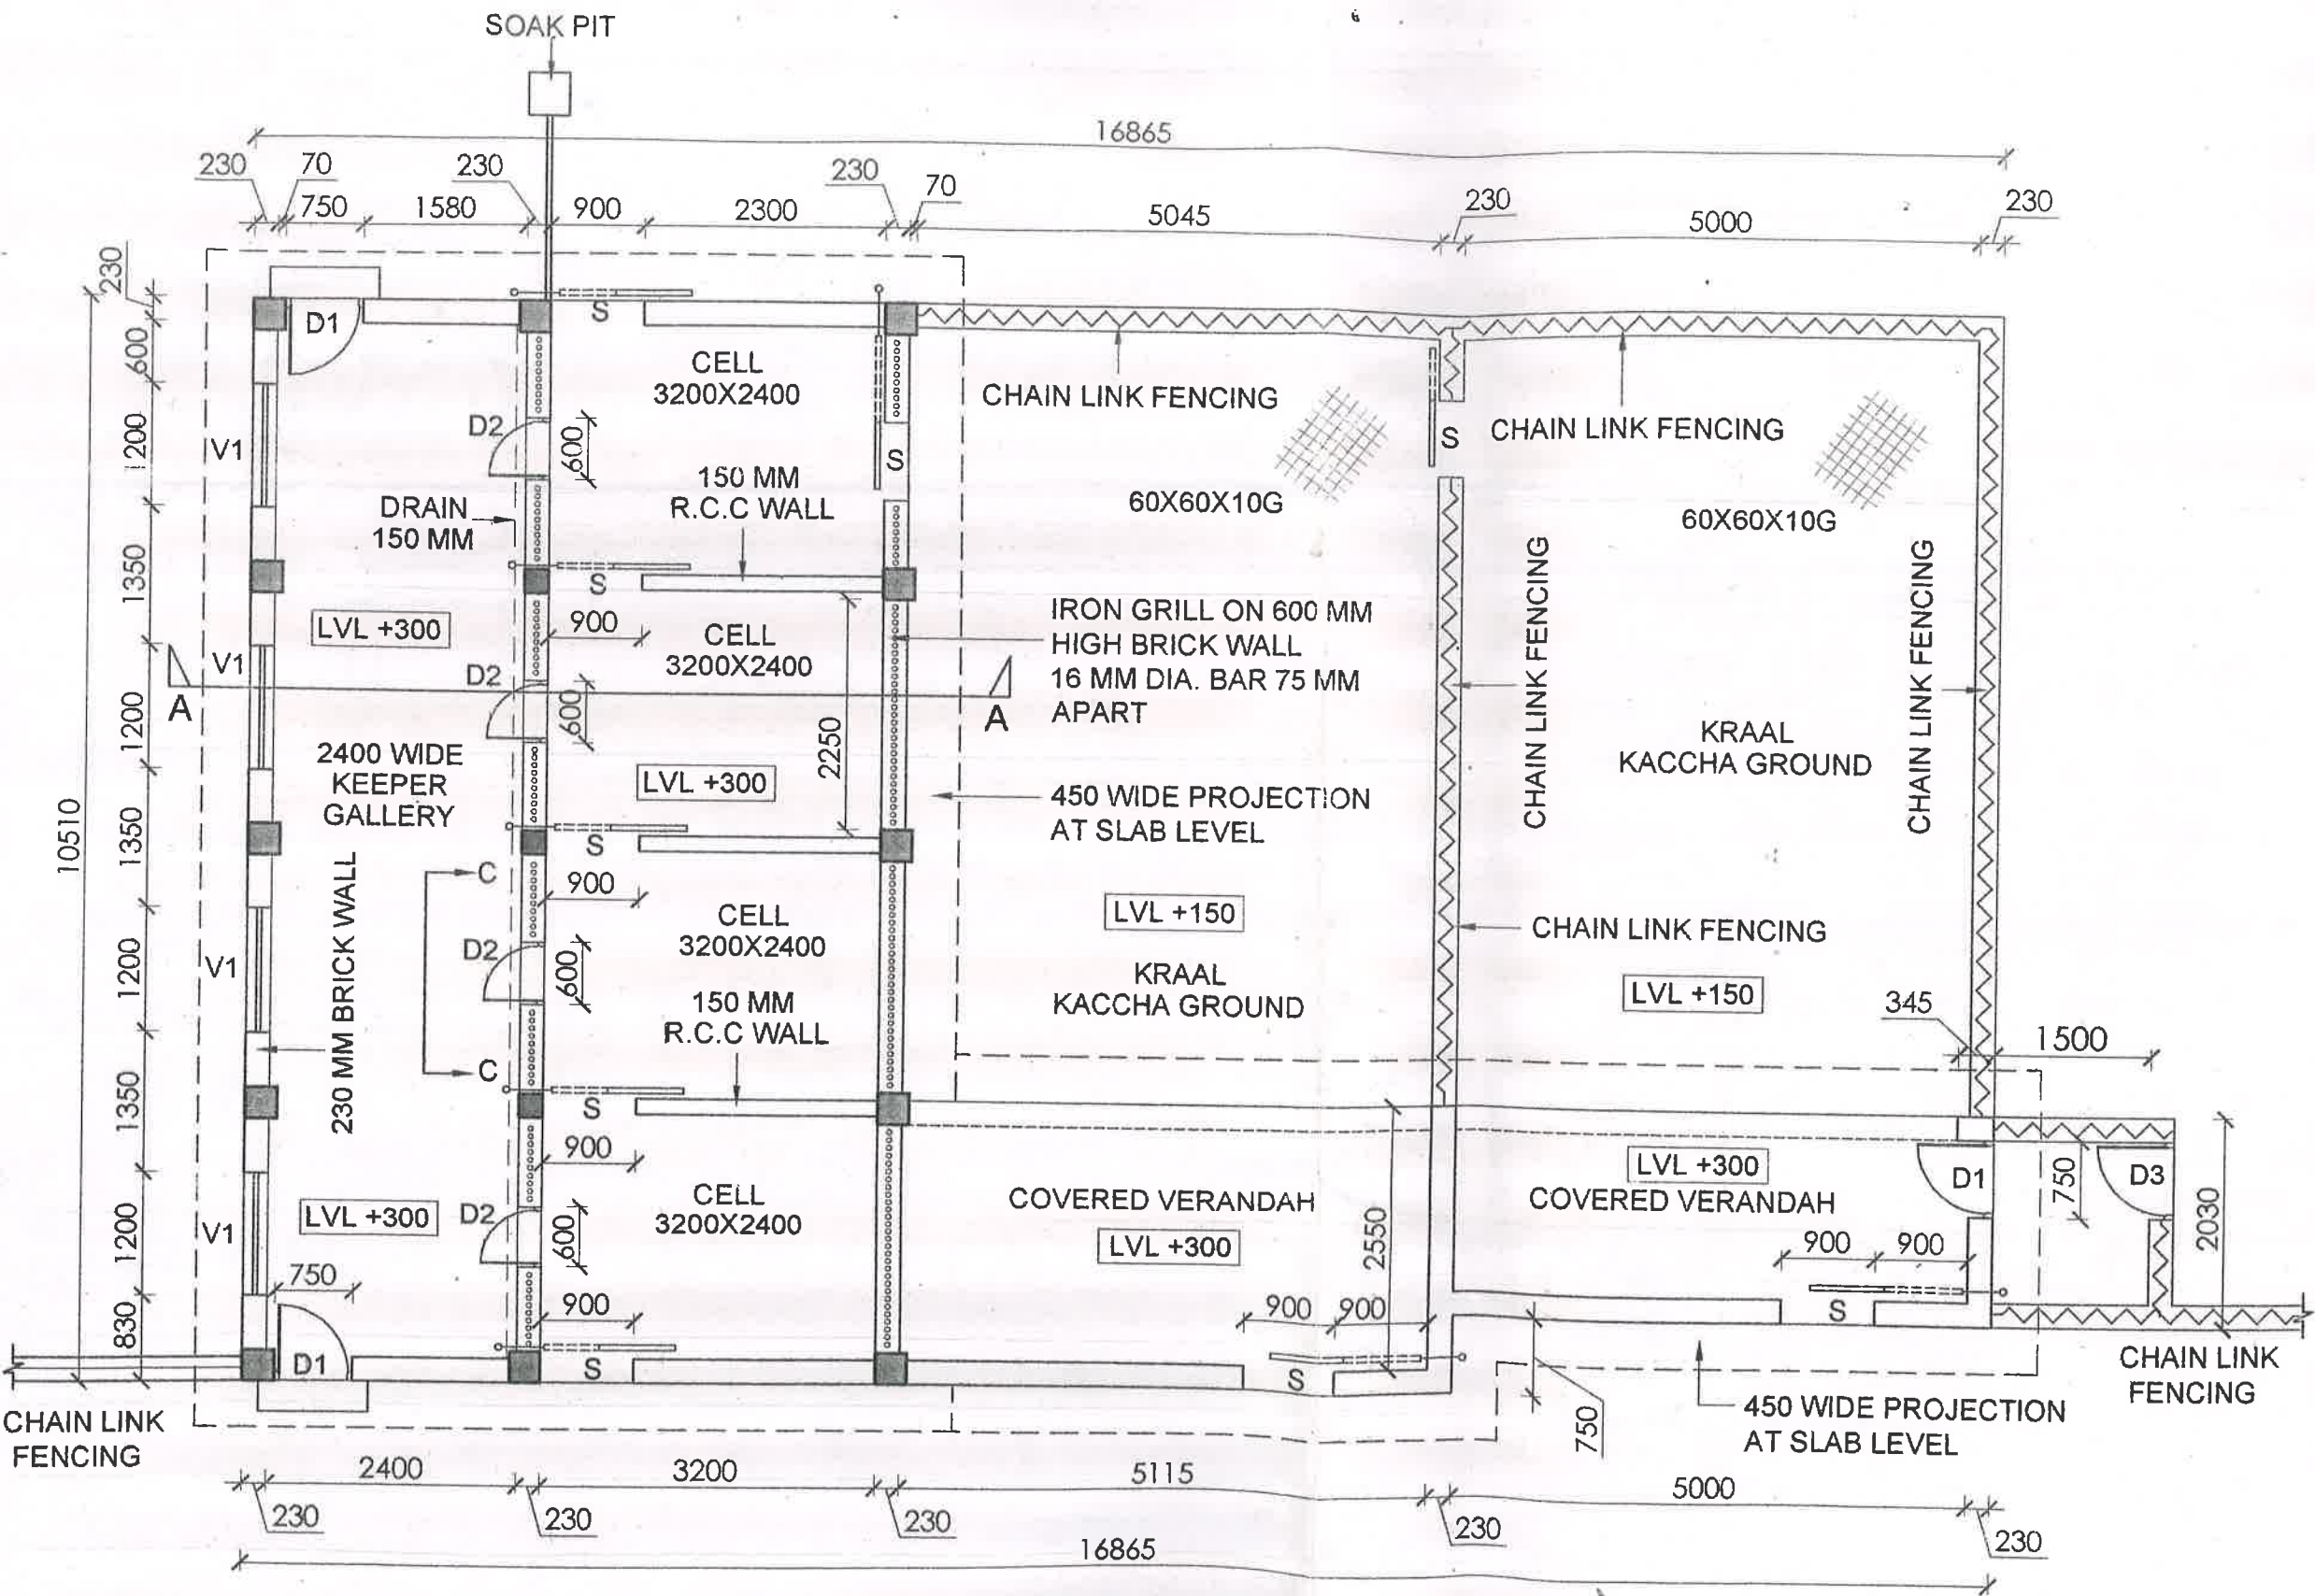 SOAK PIT
16865
230
70
230
230
70
750
1580
900
2300
5045
230
5000
230
230
D1
S
600
CELL
3200X2400
CHAIN LINK FENCING
CHAIN LINK FENCING
S
S
V1
1200
D2
600
150 MM
R.C.C WALL
60X60X10G
60X60X10G
DRAIN
150 MM
1350
S
CHAIN LINK FENCING
CHAIN LINK FENCING
LVL +300
900
CELL
3200X2400
IRON GRILL ON 600 MM
HIGH BRICK WALL
16 MM DIA. BAR 75 MM
APART
V1
D2
600
A
A
1200
2250
KRAAL
KACCHA GROUND
2400 WIDE
KEEPER
GALLERY
LVL +300
450 WIDE PROJECTION
AT SLAB LEVEL
10510
1350
S
C
900
230 MM BRICK WALL
LVL +150
CELL
3200X2400
CHAIN LINK FENCING
V1
1200
D2
600
KRAAL
KACCHA GROUND
LVL +150
150 MM
R.C.C WALL
345
1500
C
1350
S
900
LVL +300
COVERED VERANDAH
D1
750
D3
CELL
3200X2400
COVERED VERANDAH
LVL +300
2550
2030
V1
1200
LVL +300
D2
600
900
900
750
900
900
900
S
830
D1
S
S
750
CHAIN LINK
FENCING
CHAIN LINK
FENCING
450 WIDE PROJECTION
AT SLAB LEVEL
2400
3200
5115
5000
230
230
230
230
230
16865